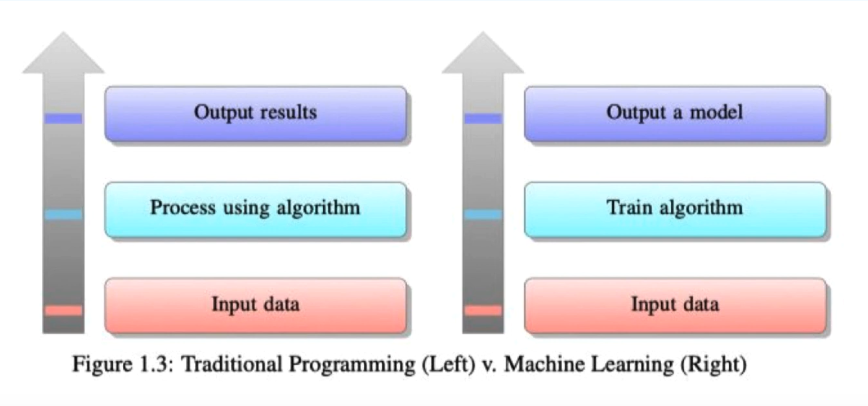 Output results
Process using algorithm
Input data
Output a model
Train algorithm
Input data
Figure 1.3: Traditional Programming (Left) v. Machine Learning (Right)